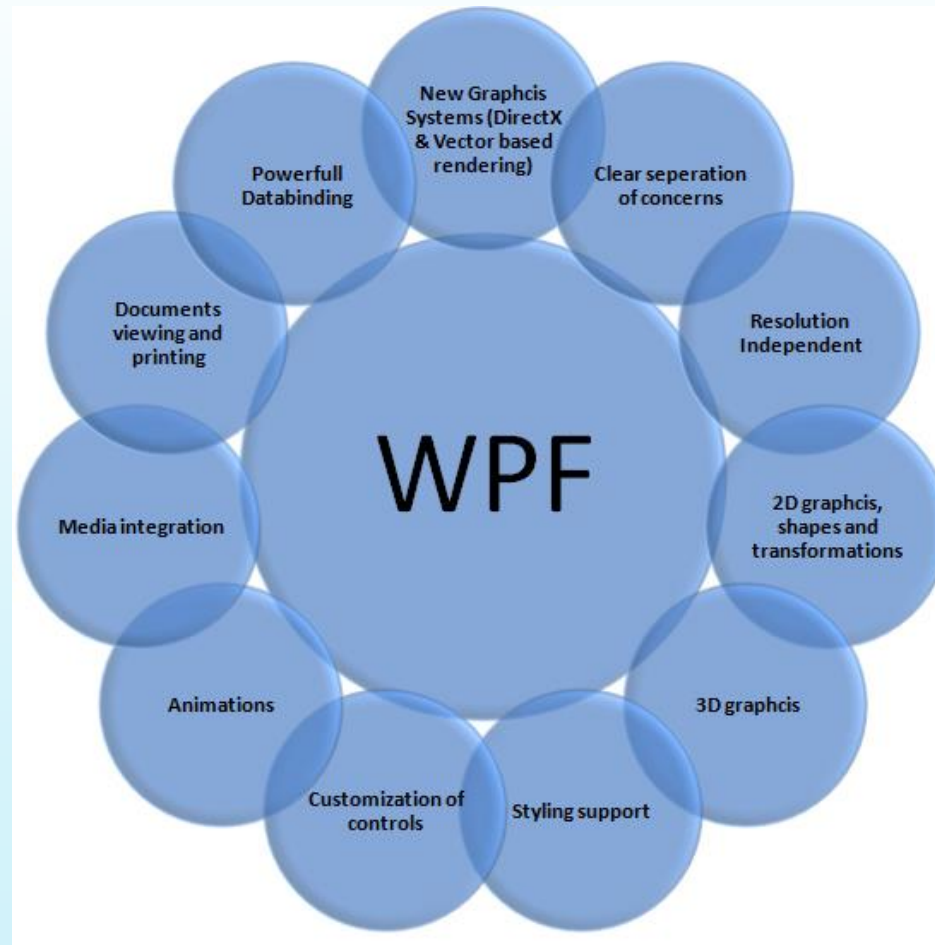 New Graphcis
Systems (DirectX
& Vector based
rendering)
Clear seperation
of concerns
Resolution
Independent
2D graphcis,
shapes and
transformations
3D graphcis
Styling support
Customization of
controls
Animations
Media integration
Documents
viewing and
printing
Powerfull
Databinding
WPF